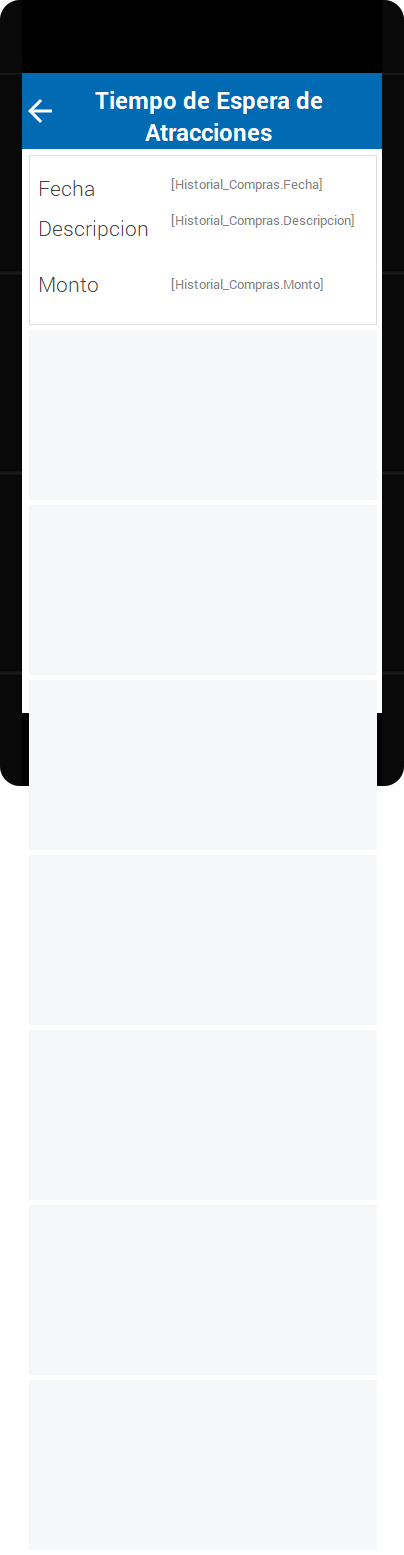 Tiempo de Espera de
Atracciones
Fecha
[Historial_Compras.Fecha]
Descripcion
[Historial_Compras.Descripcion]
Monto
[Historial_Compras.Monto]